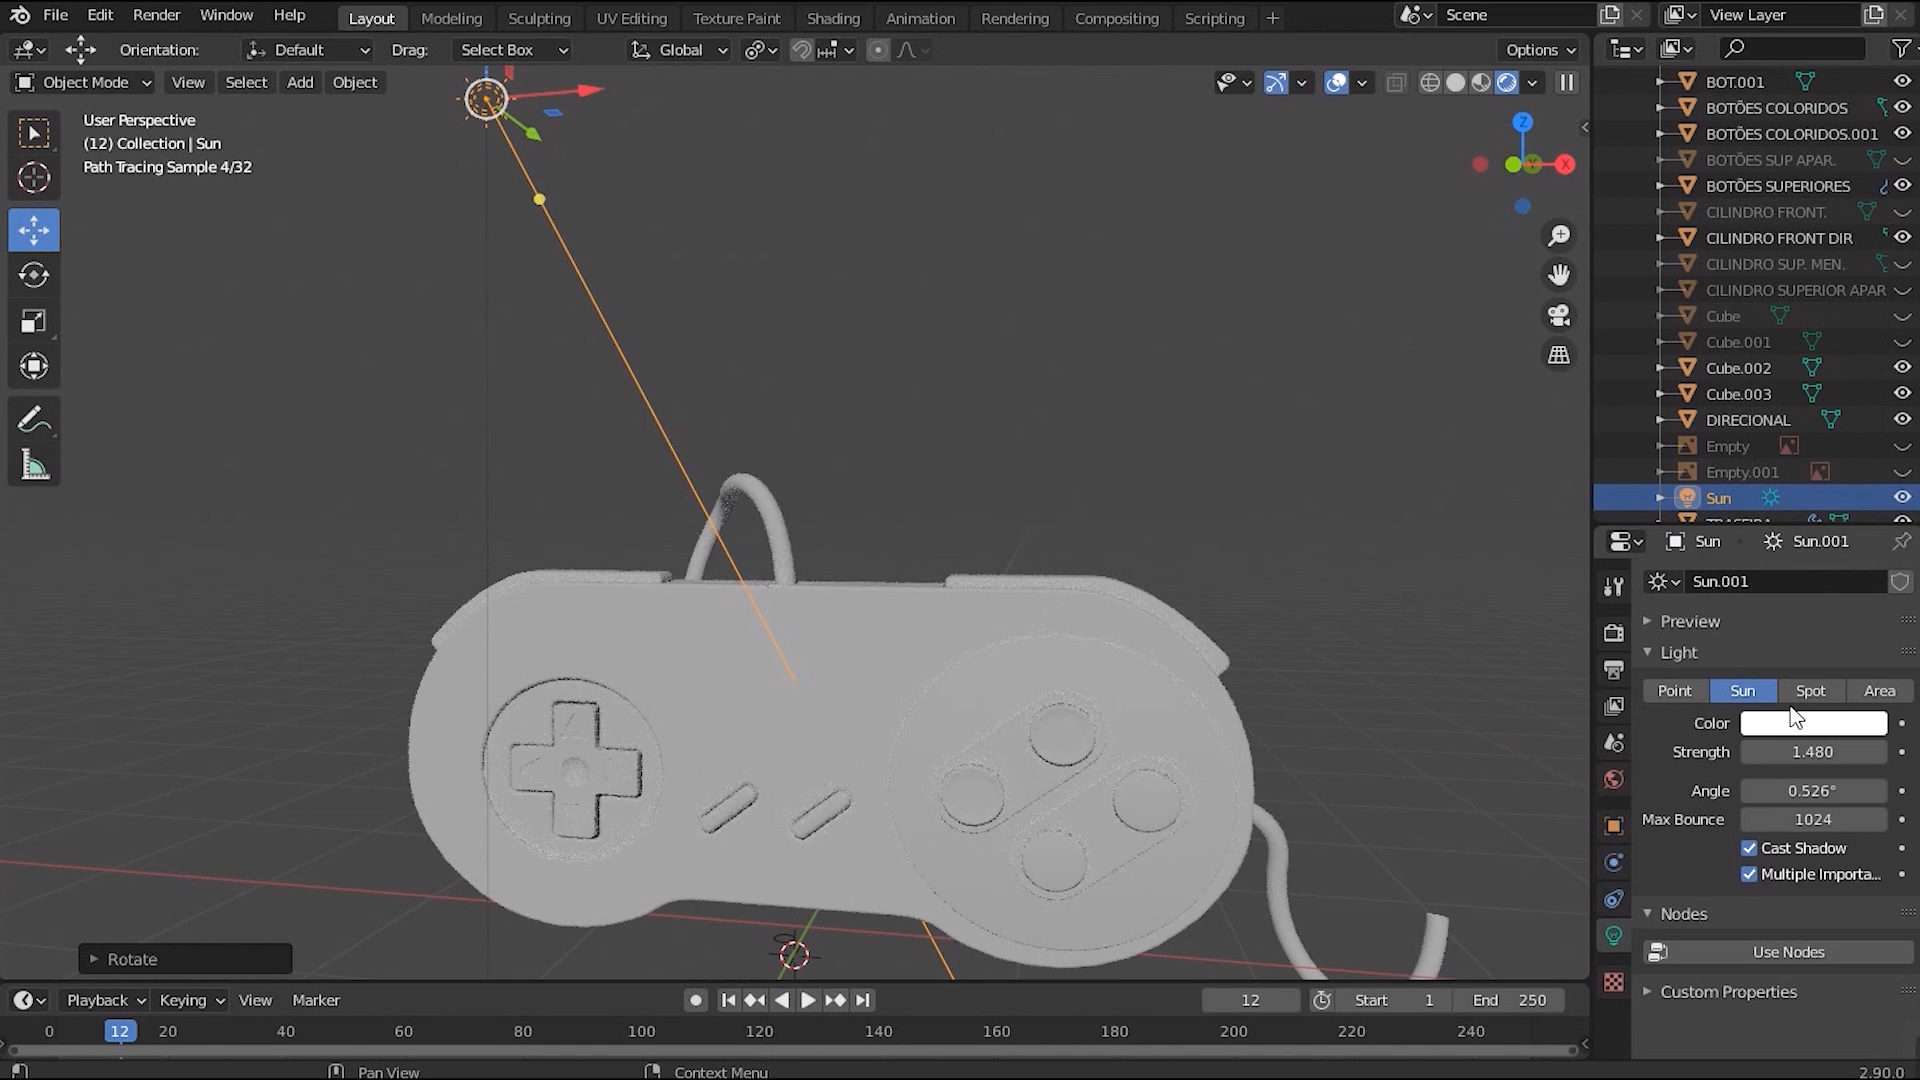 File Edit Render Window Help Layout Modeling Sculpting UV Editing Texture Paint Shading Animation Rendering Compositing Scripting + Scene View Layer
Orientation: Default Drag: Select Box Global Options
Object Mode View Select Add Object
User Perspective
(12) Collection | Sun
Path Tracing Sample 4/32
Z
X
Y
BOT.001
BOTÕES COLORIDOS
BOTÕES COLORIDOS.001
BOTÕES SUP APAR.
BOTÕES SUPERIORES
CILINDRO FRONT.
CILINDRO FRONT DIR
CILINDRO SUP. MEN.
CILINDRO SUPERIOR APAR
Cube
Cube.001
Cube.002
Cube.003
DIRECIONAL
Empty
Empty.001
Sun
Sun Sun.001
Sun.001
Preview
Light
Point Sun Spot Area
Color
Strength 1.480
Angle 0.526°
Max Bounce 1024
Cast Shadow
Multiple Importa...
Nodes
Use Nodes
Custom Properties
Rotate
Playback Keying View Marker 12 Start 1 End 250
0 12 20 40 60 80 100 120 140 160 180 200 220 240
Pan View Context Menu 2.90.0